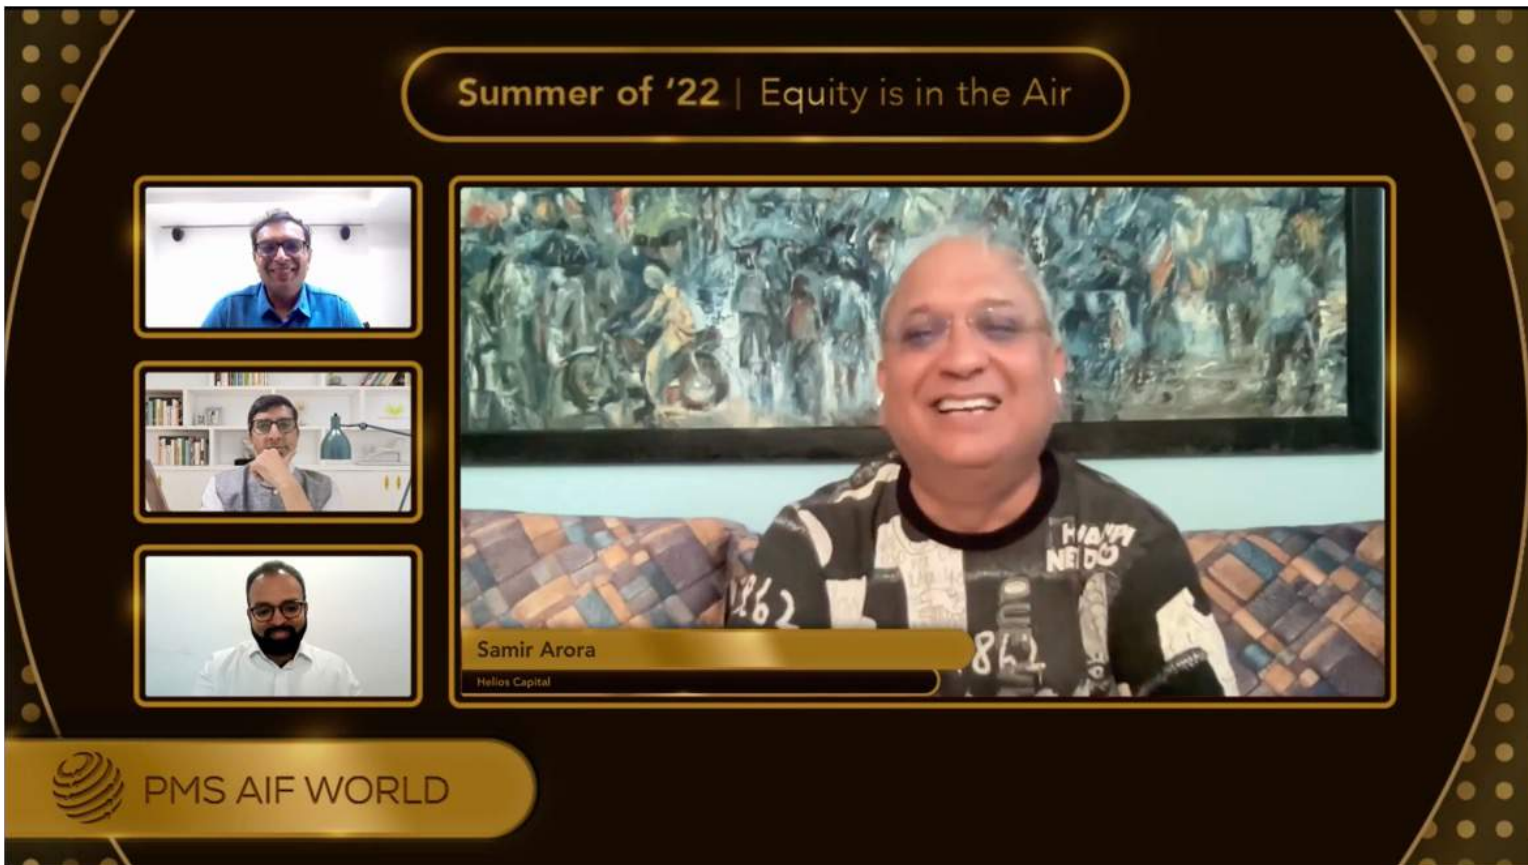 Summer of '22 | Equity is in the Air
Samir Arora
Helios Capital
PMS AIF WORLD